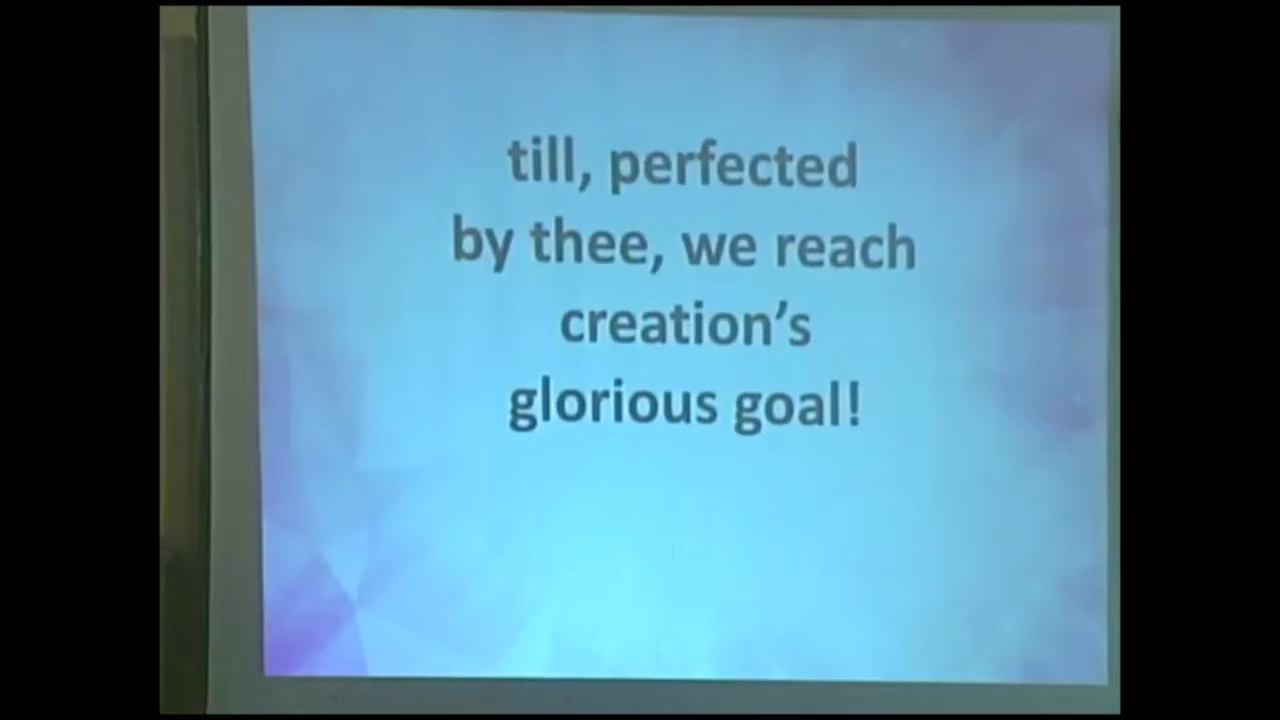 till, perfected
by thee, we reach
creation’s
glorious goal!